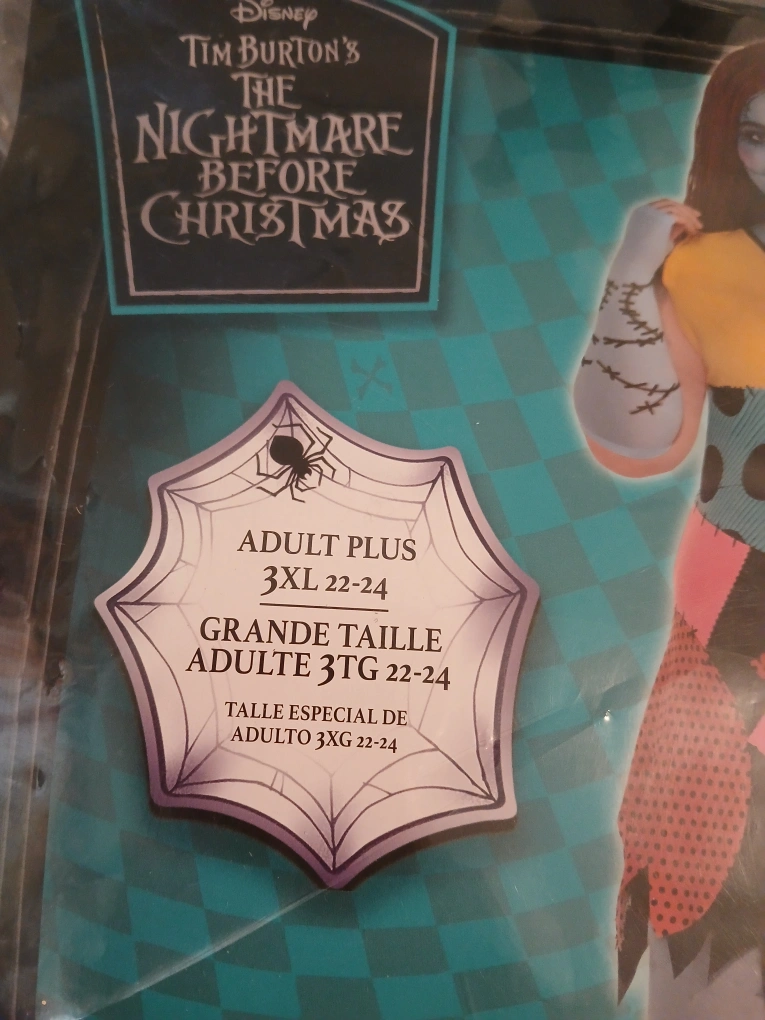 DISNEY
TIM BURTON'S
THE
NIGHTMARE
BEFORE
CHRISTMAS
ADULT PLUS
3XL 22-24
GRANDE TAILLE
ADULTE 3TG 22-24
TALLE ESPECIAL DE
ADULTO 3XG 22-24